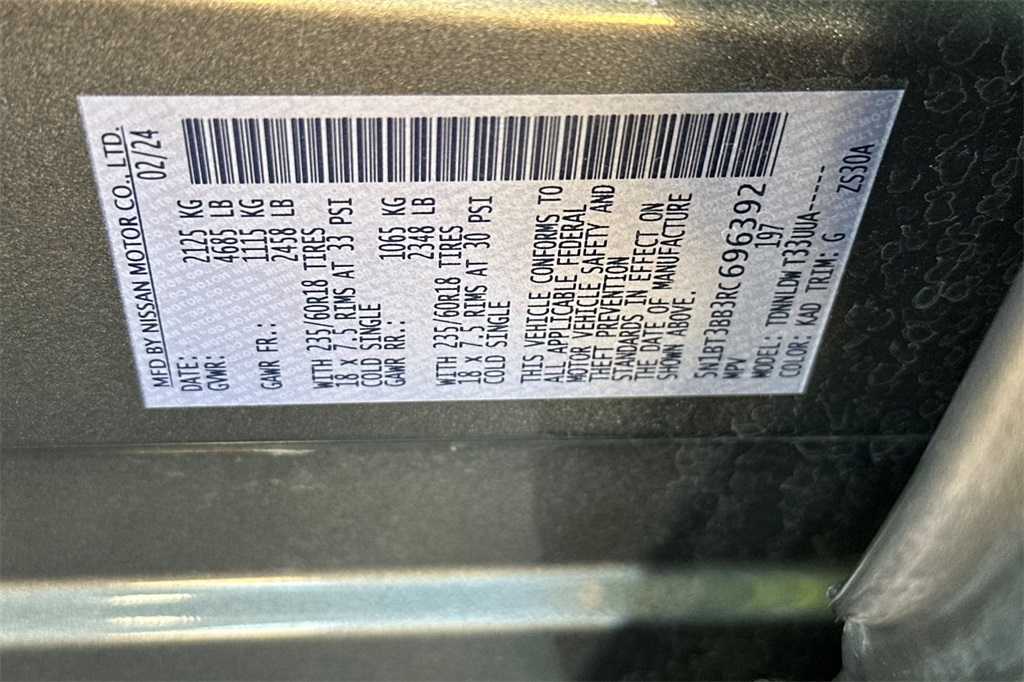 MFD BY NISSAN MOTOR CO., LTD.
DATE: 02/24
GVWR: 2125 KG
4685 LB
GAWR FR.: 1115 KG
2458 LB
WITH 235/60R18 TIRES
18 X 7.5 RIMS AT 33 PSI
COLD SINGLE
GAWR RR.: 1065 KG
2348 LB
WITH 235/60R18 TIRES
18 X 7.5 RIMS AT 30 PSI
COLD SINGLE
THIS VEHICLE CONFORMS TO
ALL APPLICABLE FEDERAL
MOTOR VEHICLE SAFETY AND
THEFT PREVENTION
STANDARDS IN EFFECT ON
THE DATE OF MANUFACTURE
SHOWN ABOVE.
5N1BT3BB3RC696392
MPV 197
MODEL: TDNNLDW T33UUA-----
COLOR: KAD TRIM: G ZS30A